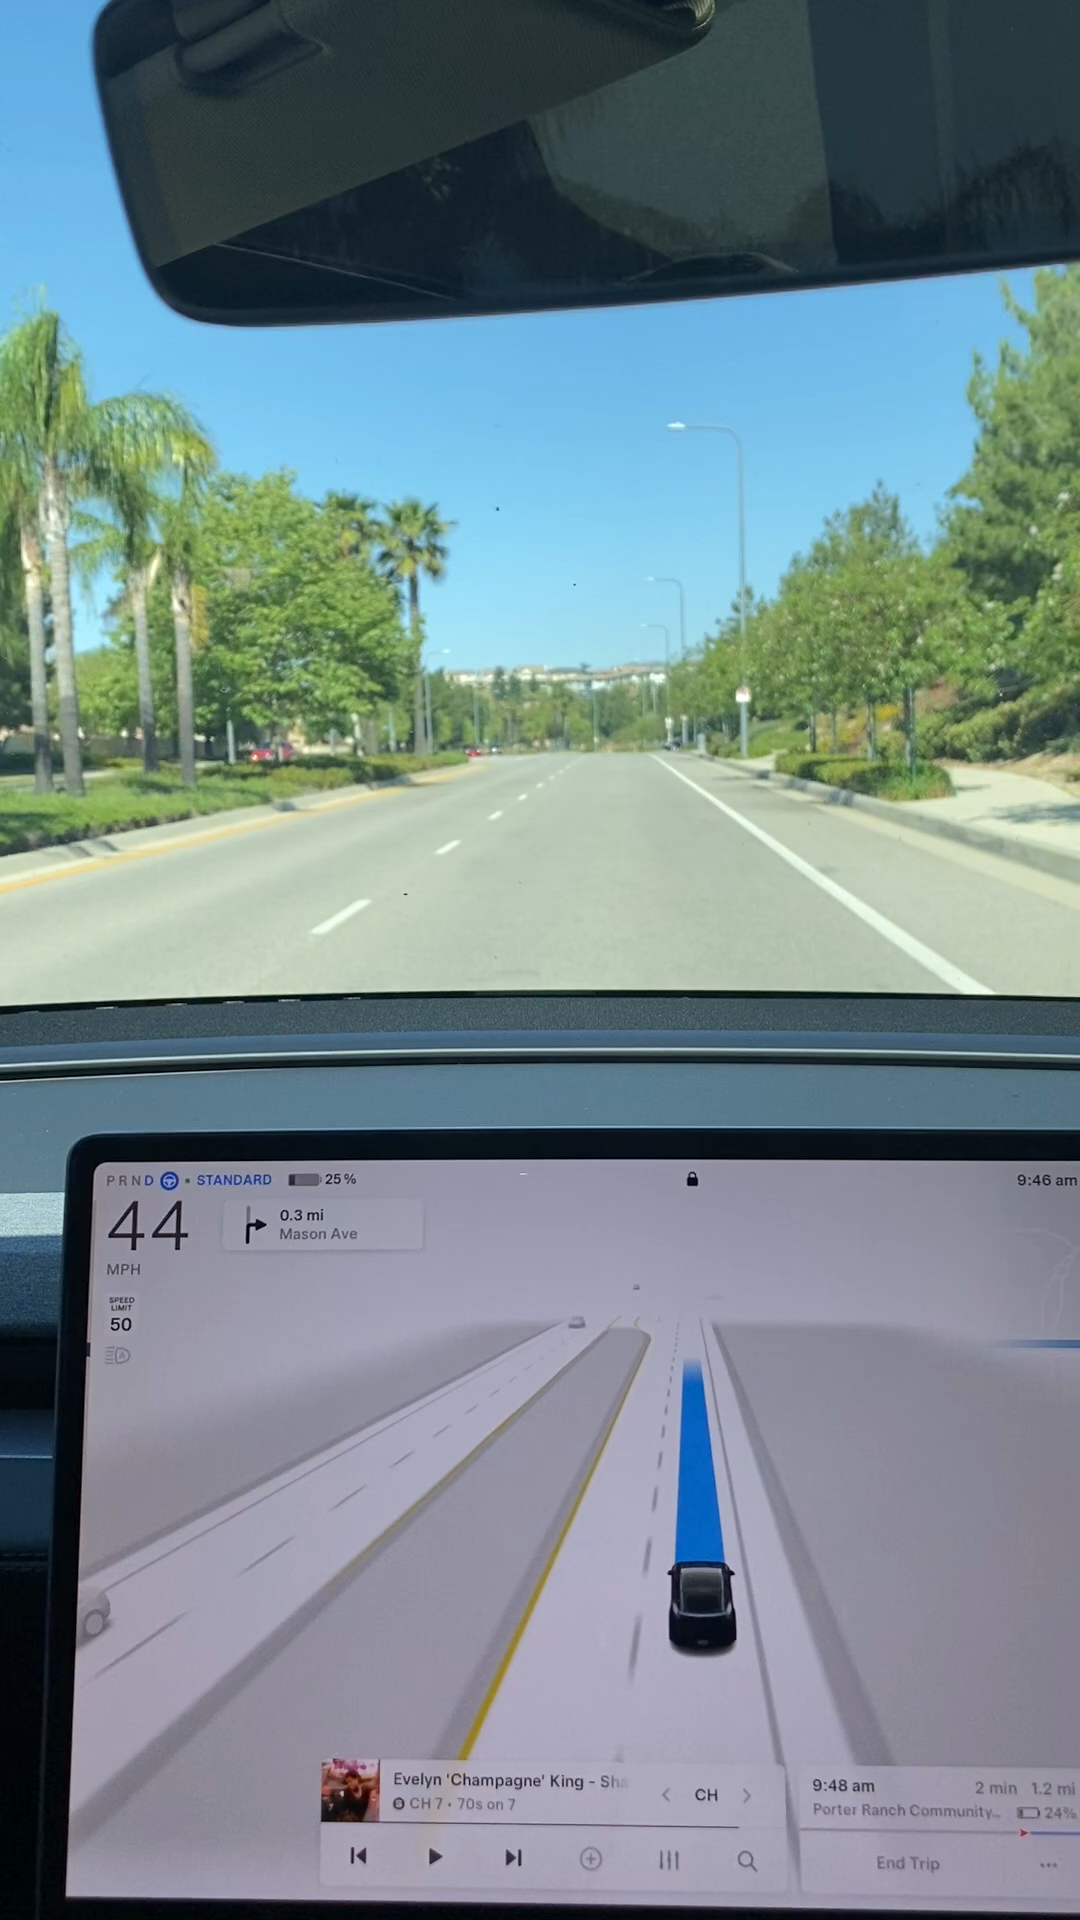 PRND STANDARD 25%
9:46 am
44
MPH
0.3 mi
Mason Ave
SPEED
LIMIT
50
Evelyn 'Champagne' King - Sha
CH 7 • 70s on 7
CH
9:48 am 2 min 1.2 mi
Porter Ranch Community... 24%
End Trip